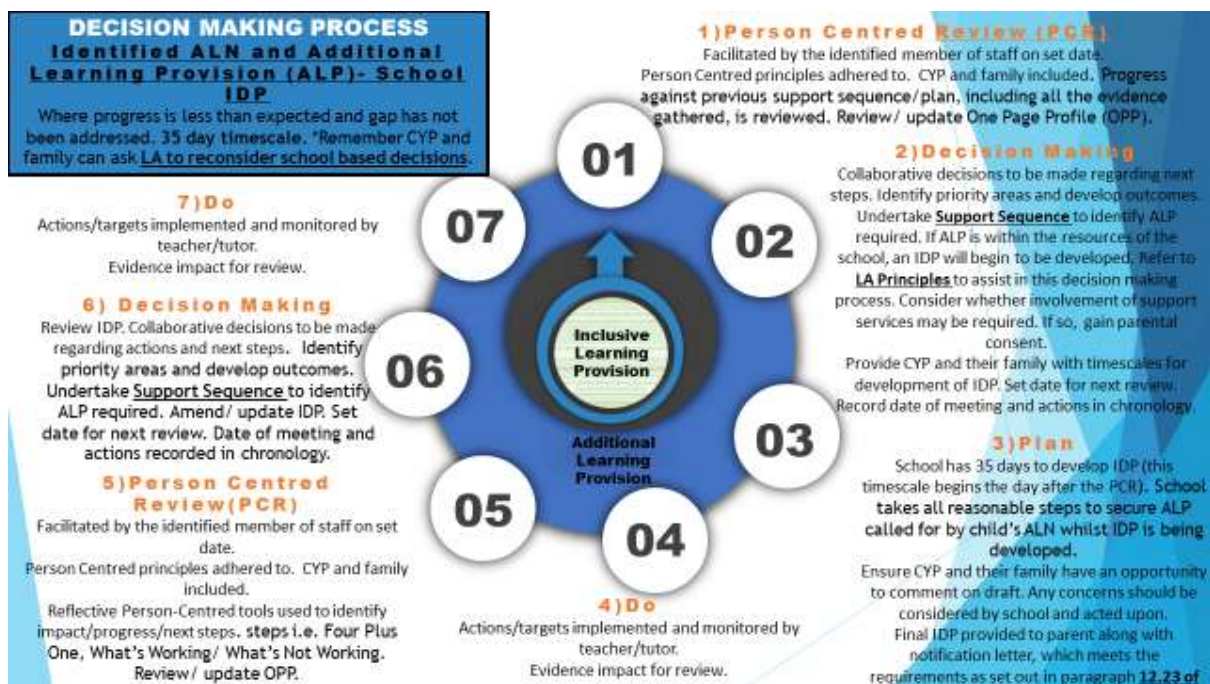 DECISION MAKING PROCESS
Identified ALN and Additional
Learning Provision (ALP)- School
IDP
Where progress is less than expected and gap has not
been addressed. 35 day timescale. *Remember CYP and
family can ask LA to reconsider school based decisions.
1)Person Centred Review (PCR)
Facilitated by the identified member of staff on set date.
Person Centred principles adhered to. CYP and family included. Progress
against previous support sequence/plan, including all the evidence
gathered, is reviewed. Review/ update One Page Profile (OPP).
2)Decision Making
Collaborative decisions to be made regarding next
steps. Identify priority areas and develop outcomes.
Undertake Support Sequence to identify ALP
required. If ALP is within the resources of the
school, an IDP will begin to be developed. Refer to
LA Principles to assist in this decision making
process. Consider whether involvement of support
services may be required. If so, gain parental
consent.
Provide CYP and their family with timescales for
development of IDP. Set date for next review.
Record date of meeting and actions in chronology.
3)Plan
School has 35 days to develop IDP (this
timescale begins the day after the PCR). School
takes all reasonable steps to secure ALP
called for by child's ALN whilst IDP is being
developed.
Ensure CYP and their family have an opportunity
to comment on draft. Any concerns should be
considered by school and acted upon.
Final IDP provided to parent along with
notification letter, which meets the
requirements as set out in paragraph 12.23 of
4)Do
Actions/targets implemented and monitored by
teacher/tutor.
Evidence impact for review.
5)Person Centred
Review(PCR)
Facilitated by the identified member of staff on set
date.
Person Centred principles adhered to. CYP and family
included.
Reflective Person-Centred tools used to identify
impact/progress/next steps. steps i.e. Four Plus
One, What's Working/ What's Not Working.
Review/ update OPP.
6) Decision Making
Review IDP. Collaborative decisions to be made
regarding actions and next steps. Identify
priority areas and develop outcomes.
Undertake Support Sequence to identify
ALP required. Amend/ update IDP. Set
date for next review. Date of meeting and
actions recorded in chronology.
7)Do
Actions/targets implemented and monitored by
teacher/tutor.
Evidence impact for review.
01
02
03
04
05
06
07
Inclusive
Learning
Provision
Additional
Learning
Provision